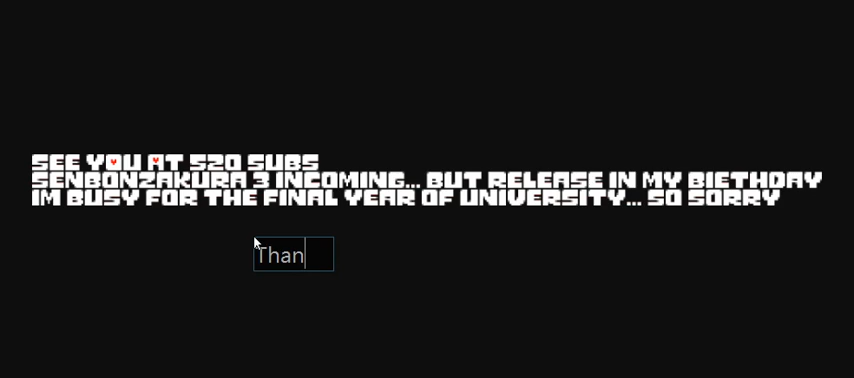 SEE YOU AT 520 SUBS
SENBONZAKURA 3 INCOMING... BUT RELEASE IN MY BIETHDAY
IM BUSY FOR THE FINAL YEAR OF UNIVERSITY... SO SORRY
Than